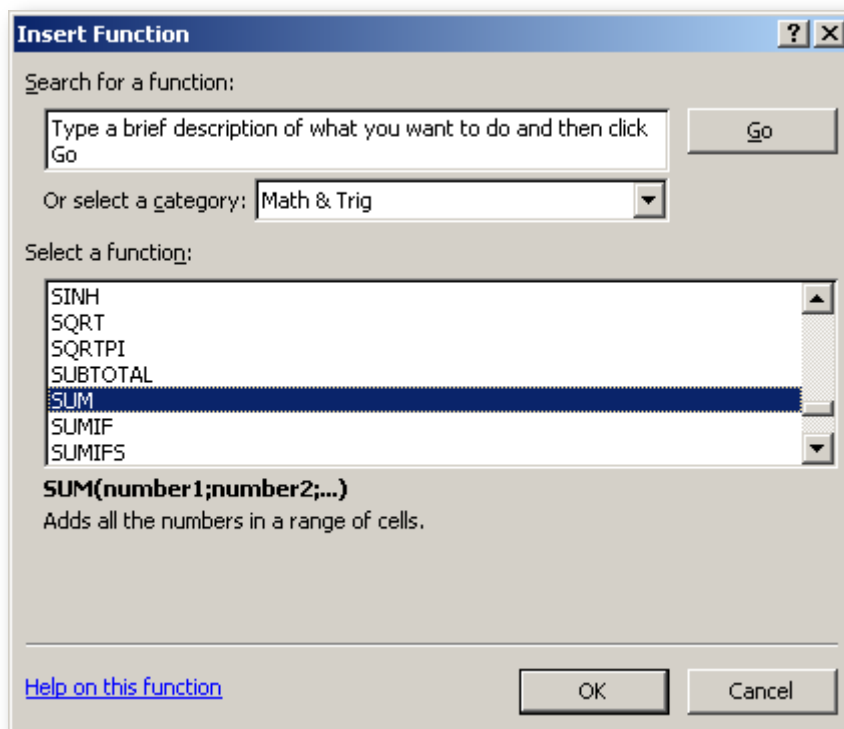 Insert Function
Search for a function:
Type a brief description of what you want to do and then click
Go
Go
Or select a category:
Math & Trig
Select a function:
SINH
SQRT
SQRTPI
SUBTOTAL
SUM
SUMIF
SUMIFS
SUM(number1;number2;...)
Adds all the numbers in a range of cells.
Help on this function
OK
Cancel